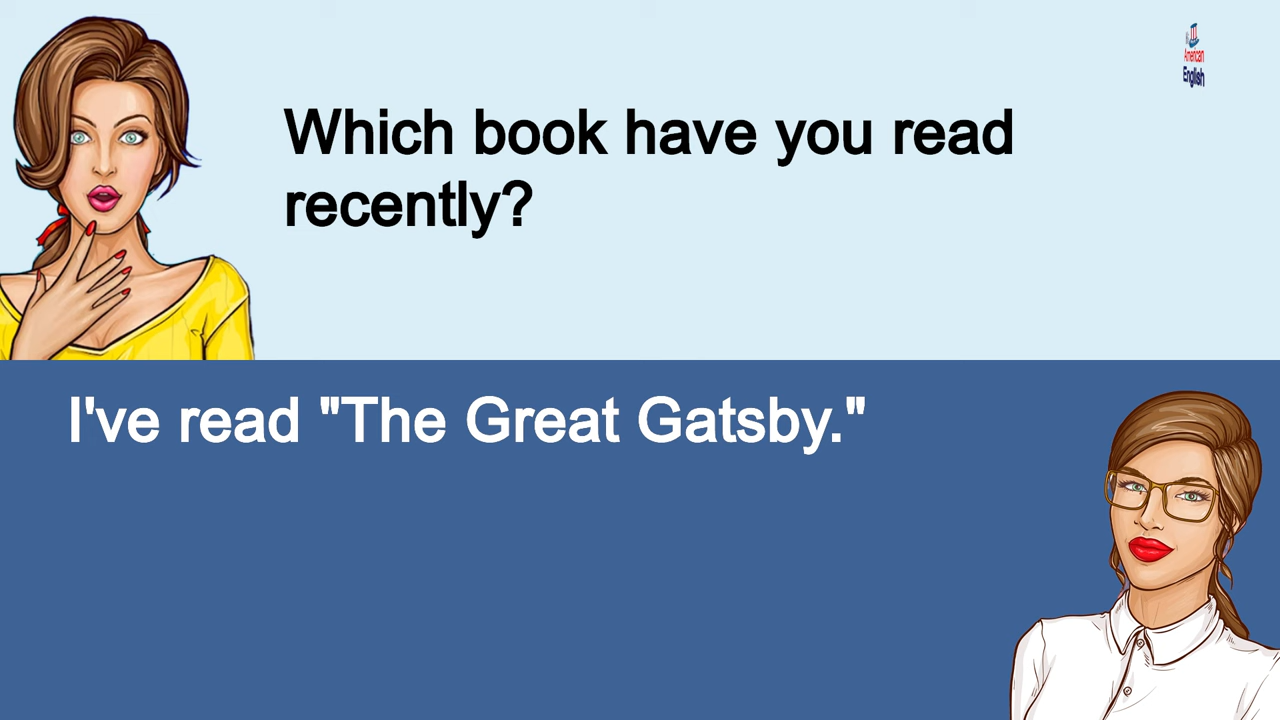 American
English
Which book have you read
recently?
I've read "The Great Gatsby."